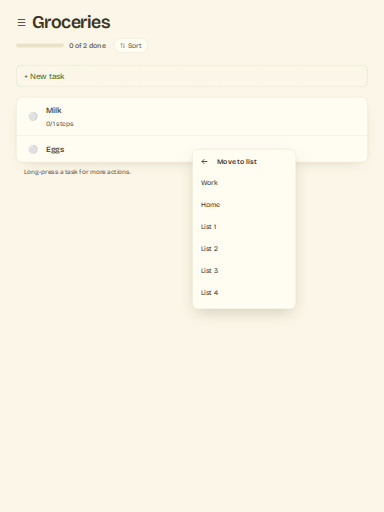 Groceries
0 of 2 done
Sort
+ New task
Milk
0/1 steps
Eggs
Long-press a task for more actions.
← Move to list
Work
Home
List 1
List 2
List 3
List 4